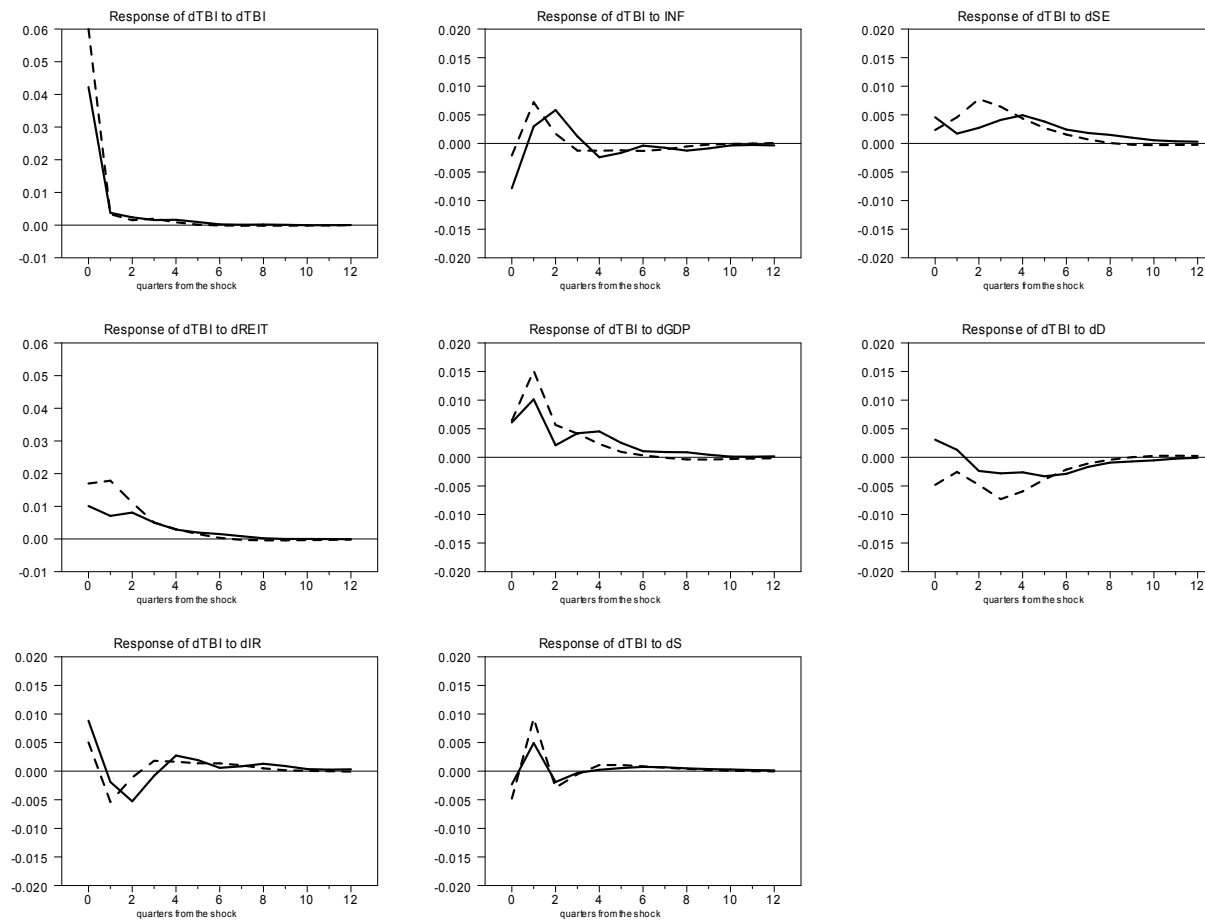 Response of dTBI to dTBI
0.06
0.05
0.04
0.03
0.02
0.01
0.00
-0.01
0 2 4 6 8 10 12
quarters from the shock
Response of dTBI to INF
0.020
0.015
0.010
0.005
0.000
-0.005
-0.010
-0.015
-0.020
0 2 4 6 8 10 12
quarters from the shock
Response of dTBI to dSE
0.020
0.015
0.010
0.005
0.000
-0.005
-0.010
-0.015
-0.020
0 2 4 6 8 10 12
quarters from the shock
Response of dTBI to dREIT
0.06
0.05
0.04
0.03
0.02
0.01
0.00
-0.01
0 2 4 6 8 10 12
quarters from the shock
Response of dTBI to dGDP
0.020
0.015
0.010
0.005
0.000
-0.005
-0.010
-0.015
-0.020
0 2 4 6 8 10 12
quarters from the shock
Response of dTBI to dD
0.020
0.015
0.010
0.005
0.000
-0.005
-0.010
-0.015
-0.020
0 2 4 6 8 10 12
quarters from the shock
Response of dTBI to dIR
0.020
0.015
0.010
0.005
0.000
-0.005
-0.010
-0.015
-0.020
0 2 4 6 8 10 12
quarters from the shock
Response of dTBI to dS
0.020
0.015
0.010
0.005
0.000
-0.005
-0.010
-0.015
-0.020
0 2 4 6 8 10 12
quarters from the shock